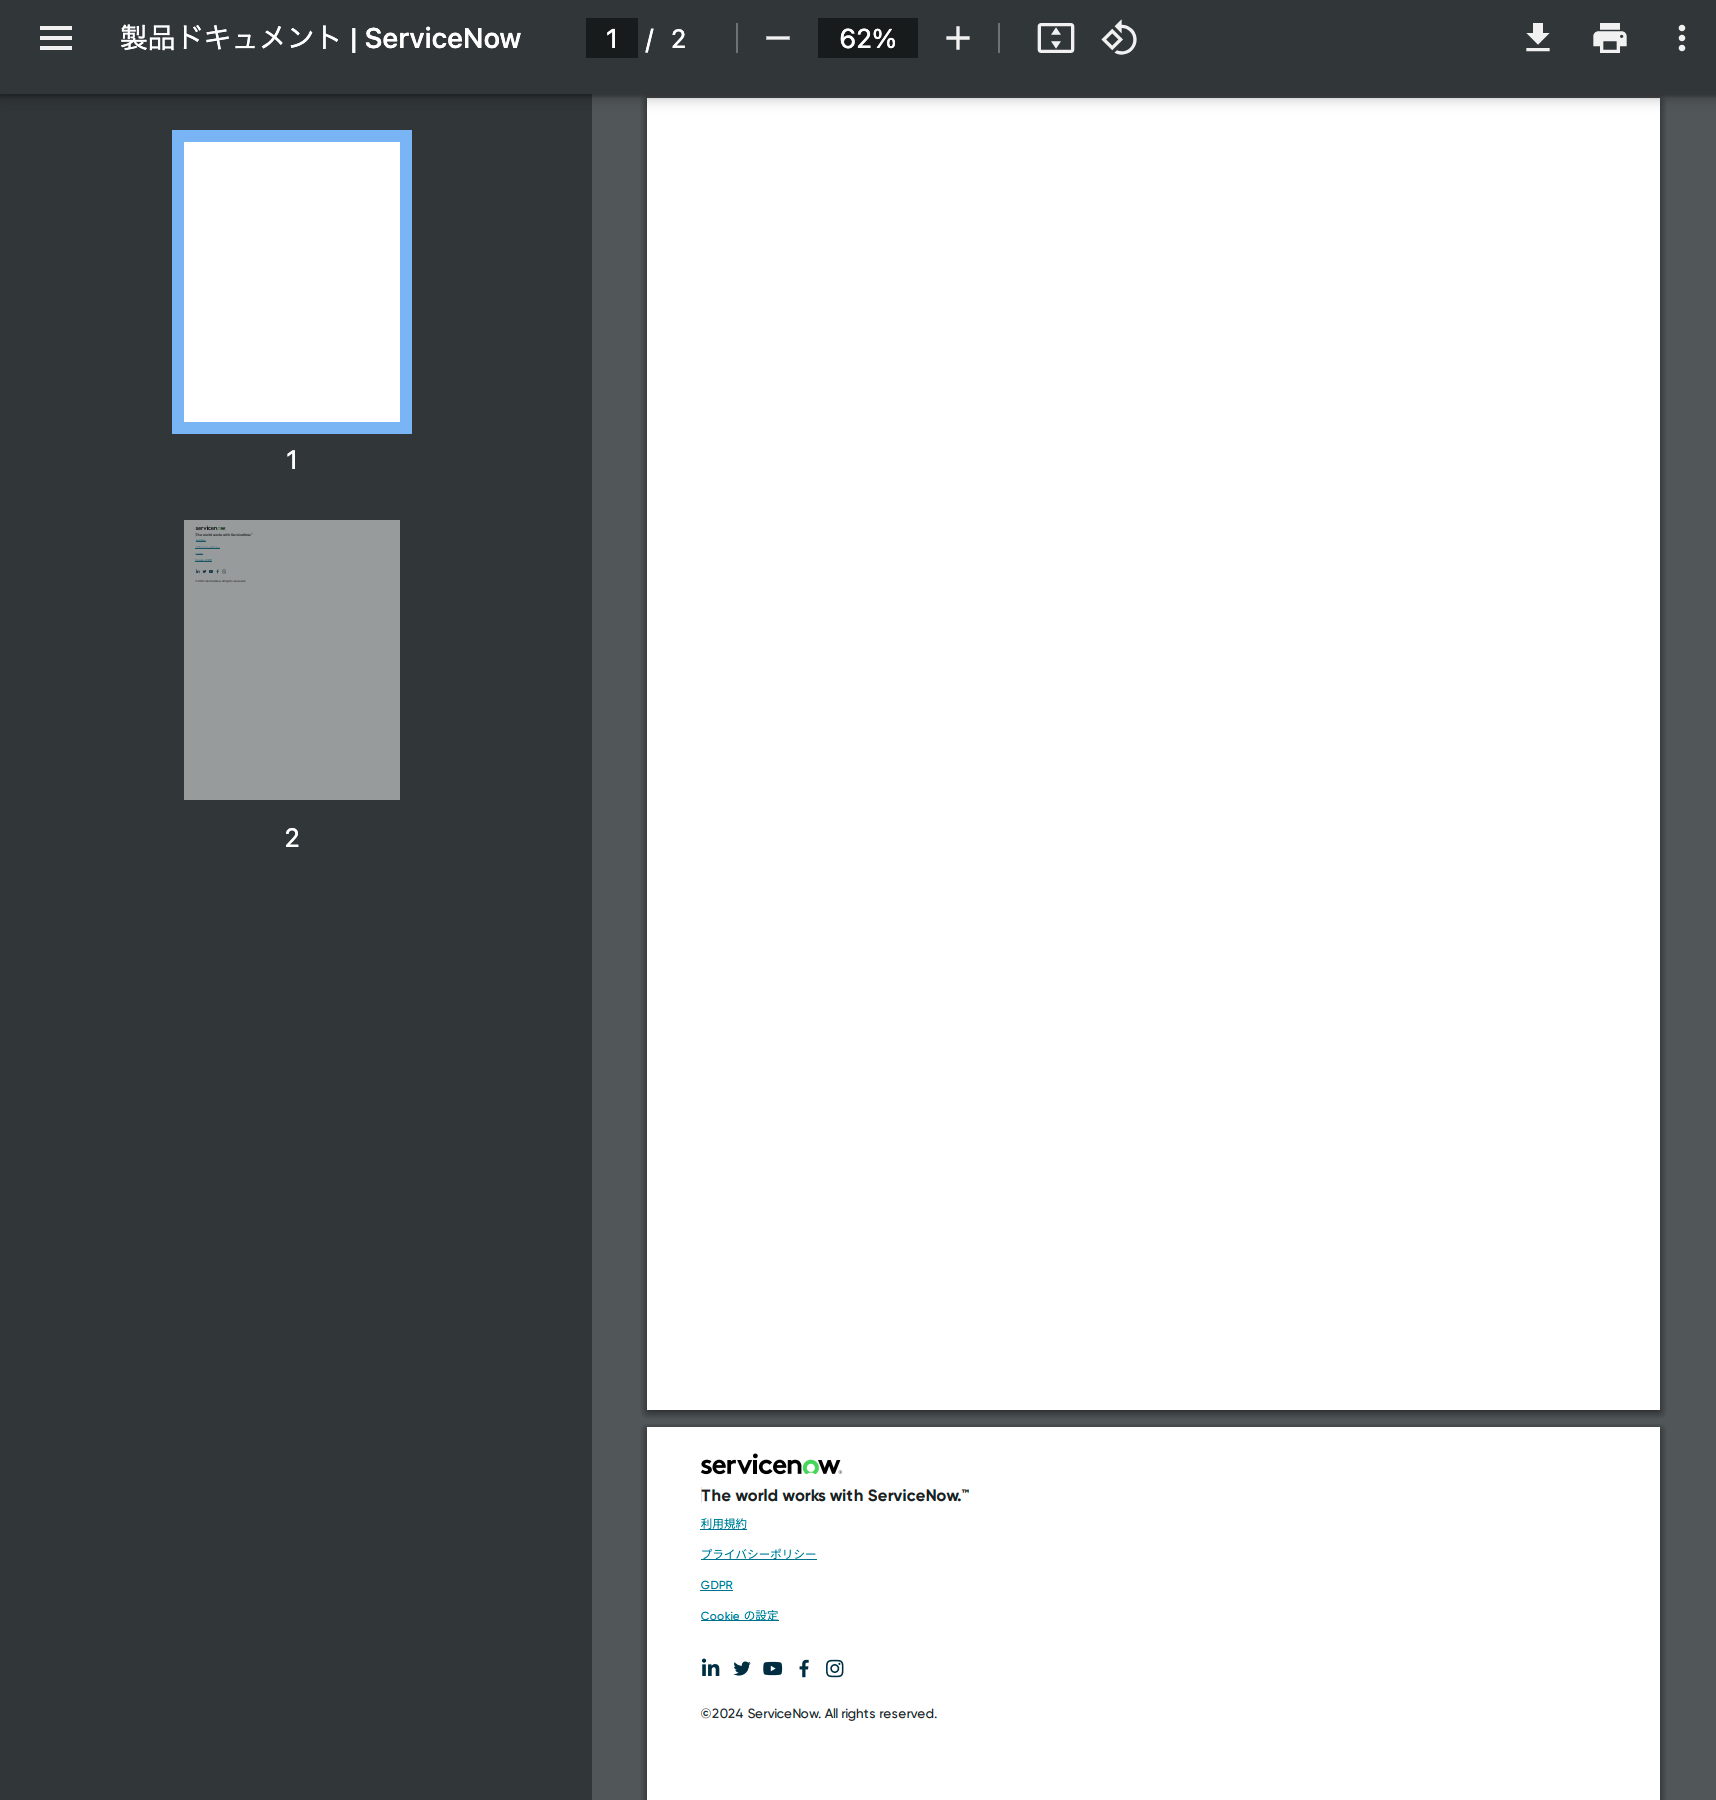 製品ドキュメント | ServiceNow
1 / 2
62%
1
2
servicenow
The world works with ServiceNow.™
利用規約
プライバシーポリシー
GDPR
Cookie の設定
in
©2024 ServiceNow. All rights reserved.